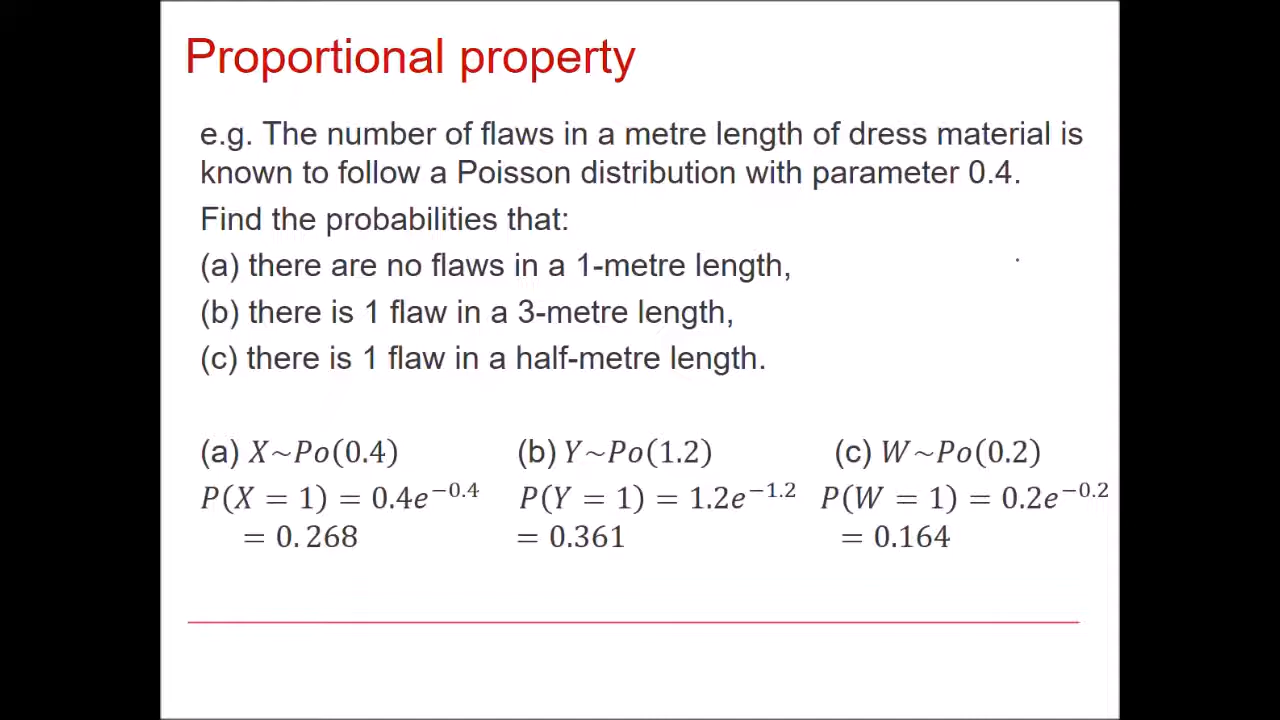 Proportional property
e.g. The number of flaws in a metre length of dress material is
known to follow a Poisson distribution with parameter 0.4.
Find the probabilities that:
(a) there are no flaws in a 1-metre length,
(b) there is 1 flaw in a 3-metre length,
(c) there is 1 flaw in a half-metre length.
(a) X~Po(0.4) (b) Y~Po(1.2) (c) W~Po(0.2)
P(X = 1) = 0.4e⁻⁰·⁴ P(Y = 1) = 1.2e⁻¹·² P(W = 1) = 0.2e⁻⁰·²
= 0.268 = 0.361 = 0.164